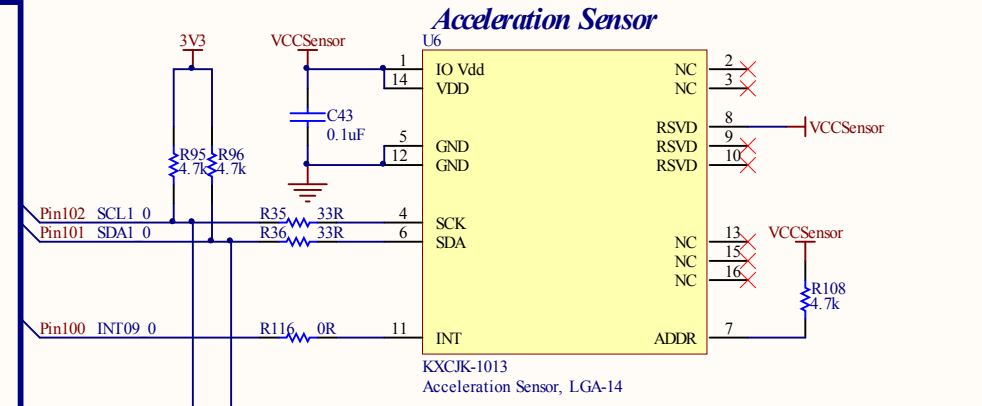 Acceleration Sensor
U6
3V3
VCCSensor
1 IO Vdd
14 VDD
NC 2
NC 3
C43
0.1uF
RSVD 8 VCCSensor
RSVD 9
RSVD 10
5 GND
12 GND
R95 R96
4.7k 4.7k
Pin102 SCL1_0 R35 33R 4 SCK
Pin101 SDA1_0 R36 33R 6 SDA
NC 13 VCCSensor
NC 15
NC 16
R108
4.7k
Pin100 INT09_0 R116 0R 11 INT
ADDR 7
KXCJK-1013
Acceleration Sensor, LGA-14